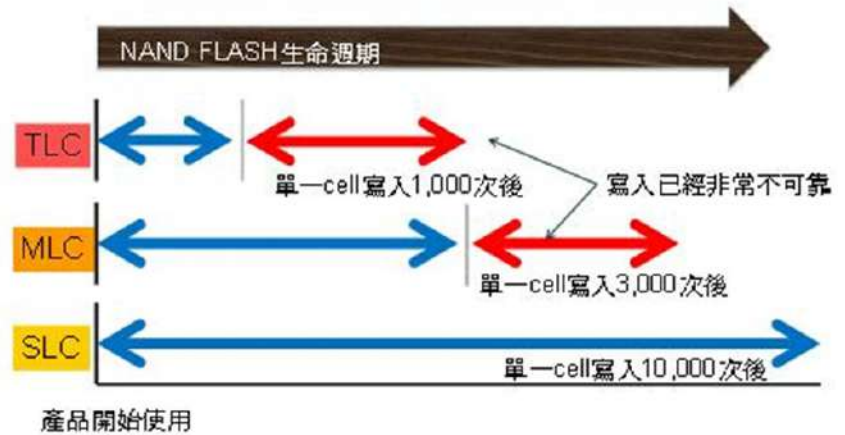 NAND FLASH生命週期
TLC
單一cell寫入1,000次後
寫入已經非常不可靠
MLC
單一cell寫入3,000次後
SLC
單一cell寫入10,000次後
產品開始使用